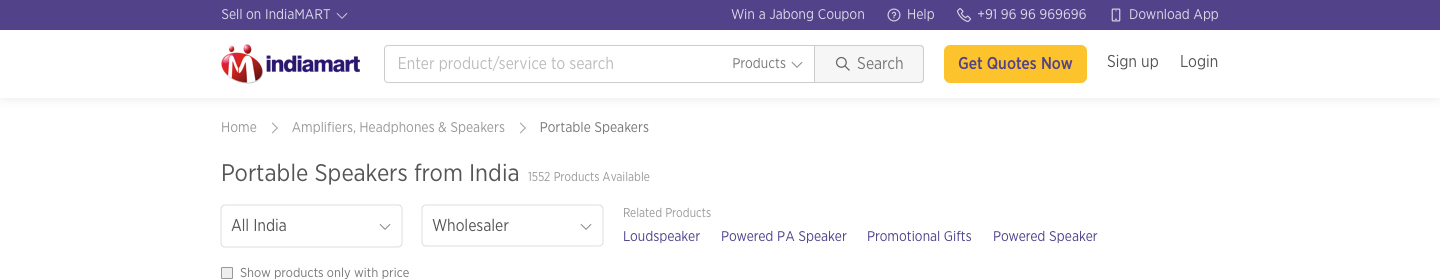 Sell on IndiaMART
Win a Jabong Coupon Help +91 96 96 969696 Download App
indiamart
Enter product/service to search Products Search Get Quotes Now Sign up Login
Home Amplifiers, Headphones & Speakers Portable Speakers
Portable Speakers from India 1552 Products Available
All India Wholesaler
Related Products
Loudspeaker Powered PA Speaker Promotional Gifts Powered Speaker
Show products only with price